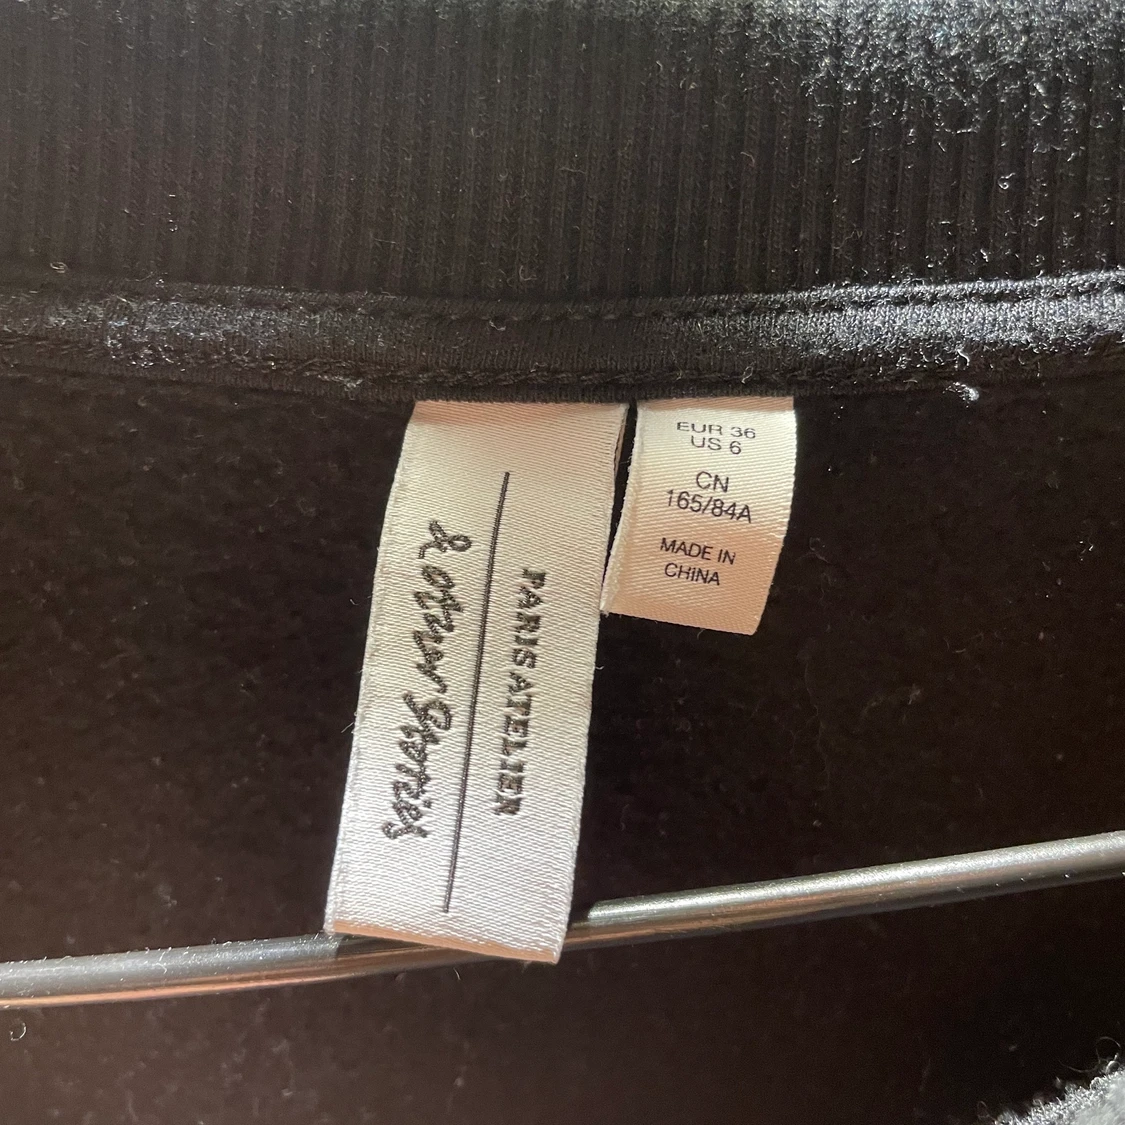 & other Stories
PARIS ATELIER
EUR 36
US 6
CN
165/84A
MADE IN
CHINA